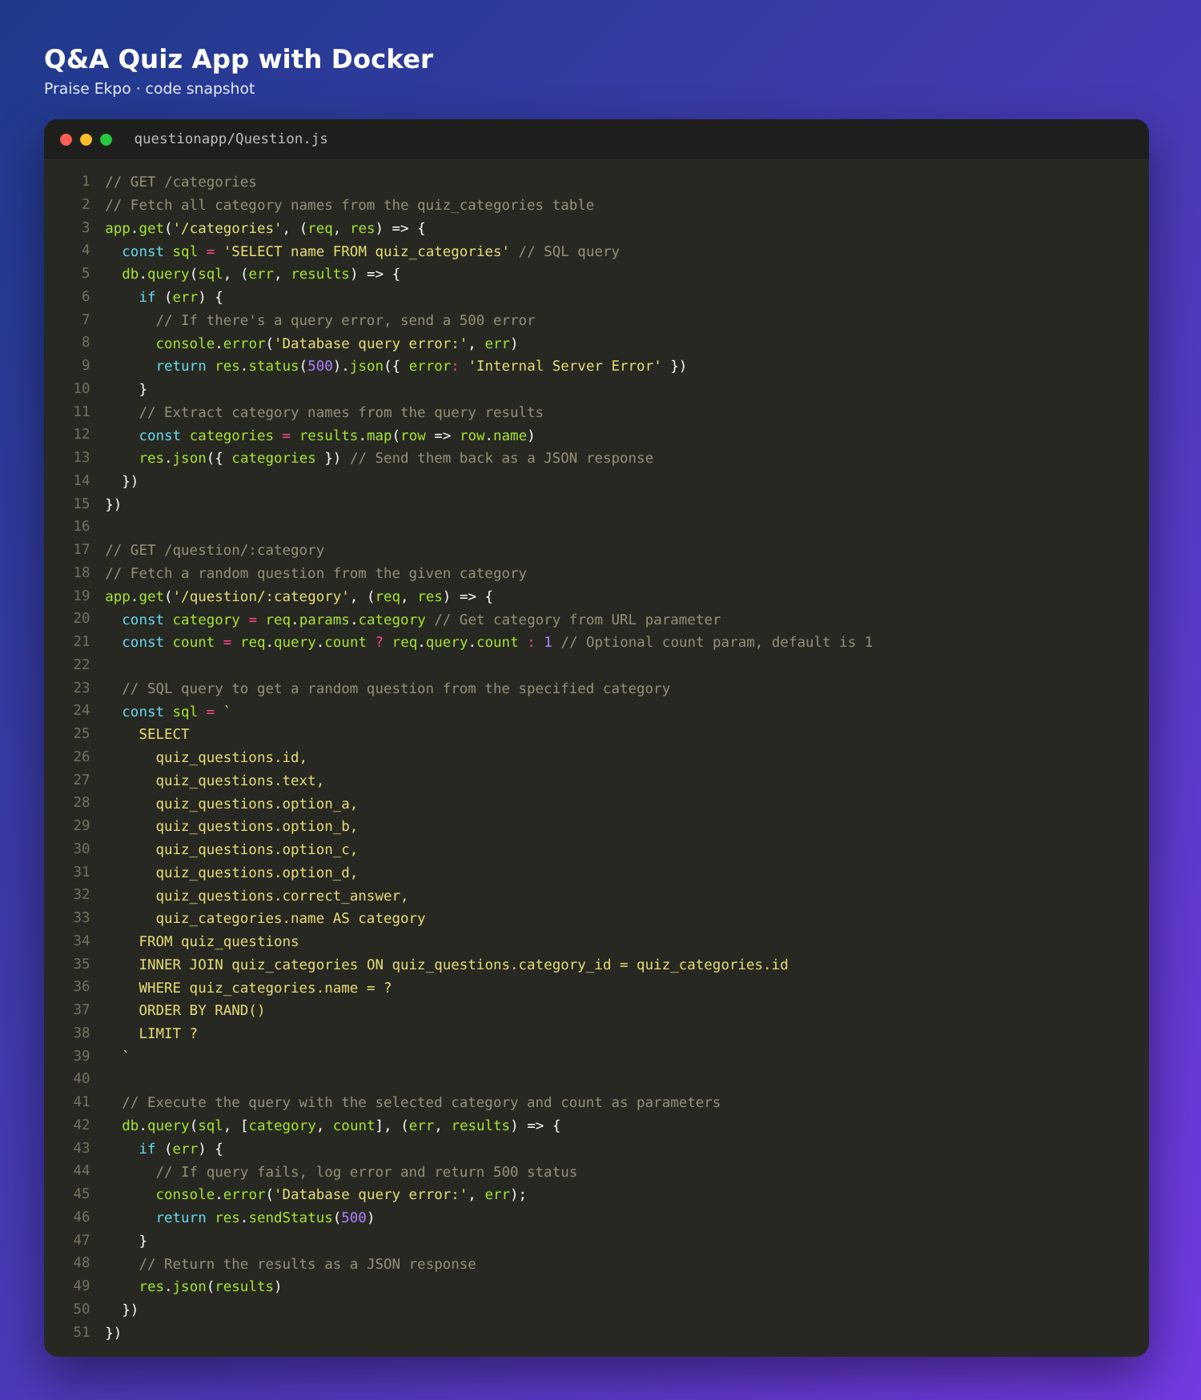 Q&A Quiz App with Docker
Praise Ekpo · code snapshot
questionapp/Question.js
1 // GET /categories
2 // Fetch all category names from the quiz_categories table
3 app.get('/categories', (req, res) => {
4   const sql = 'SELECT name FROM quiz_categories' // SQL query
5   db.query(sql, (err, results) => {
6     if (err) {
7       // If there's a query error, send a 500 error
8       console.error('Database query error:', err)
9       return res.status(500).json({ error: 'Internal Server Error' })
10     }
11     // Extract category names from the query results
12     const categories = results.map(row => row.name)
13     res.json({ categories }) // Send them back as a JSON response
14   })
15 })
16
17 // GET /question/:category
18 // Fetch a random question from the given category
19 app.get('/question/:category', (req, res) => {
20   const category = req.params.category // Get category from URL parameter
21   const count = req.query.count ? req.query.count : 1 // Optional count param, default is 1
22
23   // SQL query to get a random question from the specified category
24   const sql = `
25     SELECT
26       quiz_questions.id,
27       quiz_questions.text,
28       quiz_questions.option_a,
29       quiz_questions.option_b,
30       quiz_questions.option_c,
31       quiz_questions.option_d,
32       quiz_questions.correct_answer,
33       quiz_categories.name AS category
34     FROM quiz_questions
35     INNER JOIN quiz_categories ON quiz_questions.category_id = quiz_categories.id
36     WHERE quiz_categories.name = ?
37     ORDER BY RAND()
38     LIMIT ?
39   `
40
41   // Execute the query with the selected category and count as parameters
42   db.query(sql, [category, count], (err, results) => {
43     if (err) {
44       // If query fails, log error and return 500 status
45       console.error('Database query error:', err);
46       return res.sendStatus(500)
47     }
48     // Return the results as a JSON response
49     res.json(results)
50   })
51 })